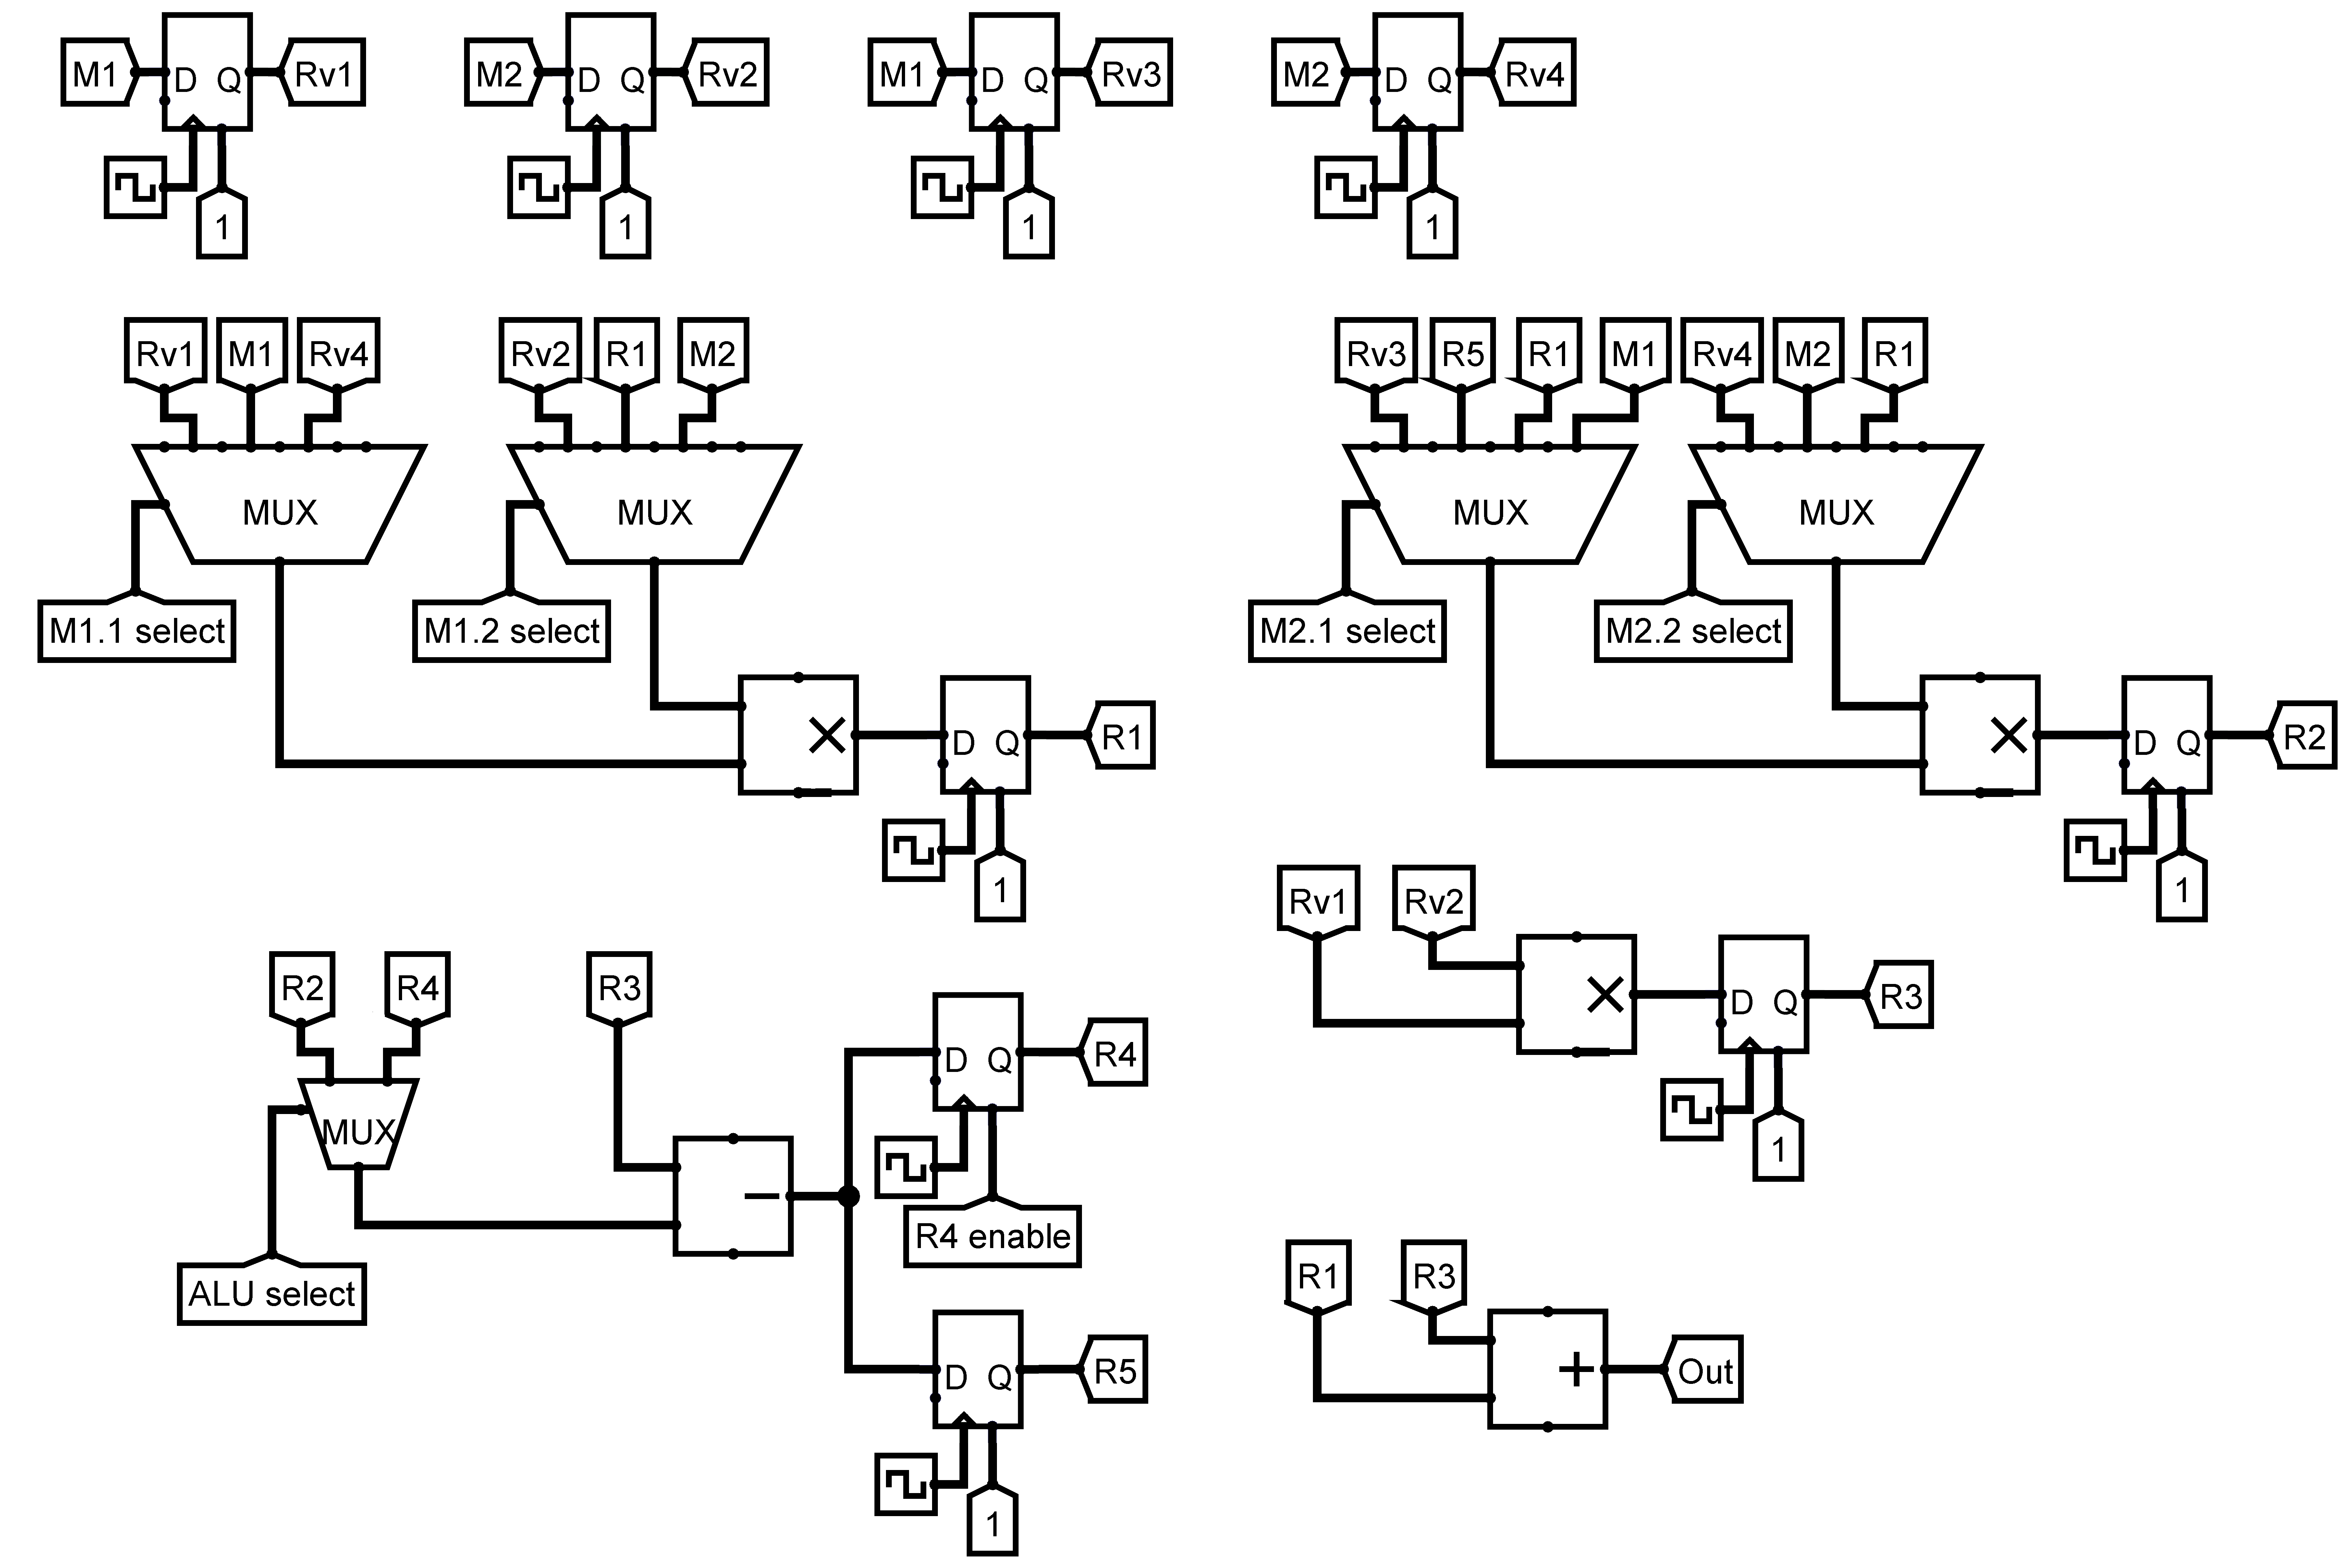 M1 D Q Rv1 M2 D Q Rv2 M1 D Q Rv3 M2 D Q Rv4
1 1 1 1
Rv1 M1 Rv4 Rv2 R1 M2 Rv3 R5 R1 M1 Rv4 M2 R1
MUX MUX MUX MUX
M1.1 select M1.2 select M2.1 select M2.2 select
× D Q R1 × D Q R2
1 1
Rv1 Rv2
R2 R4 R3 × D Q R3
D Q R4
MUX 1
−
R4 enable
ALU select R1 R3
D Q R5 + Out
1